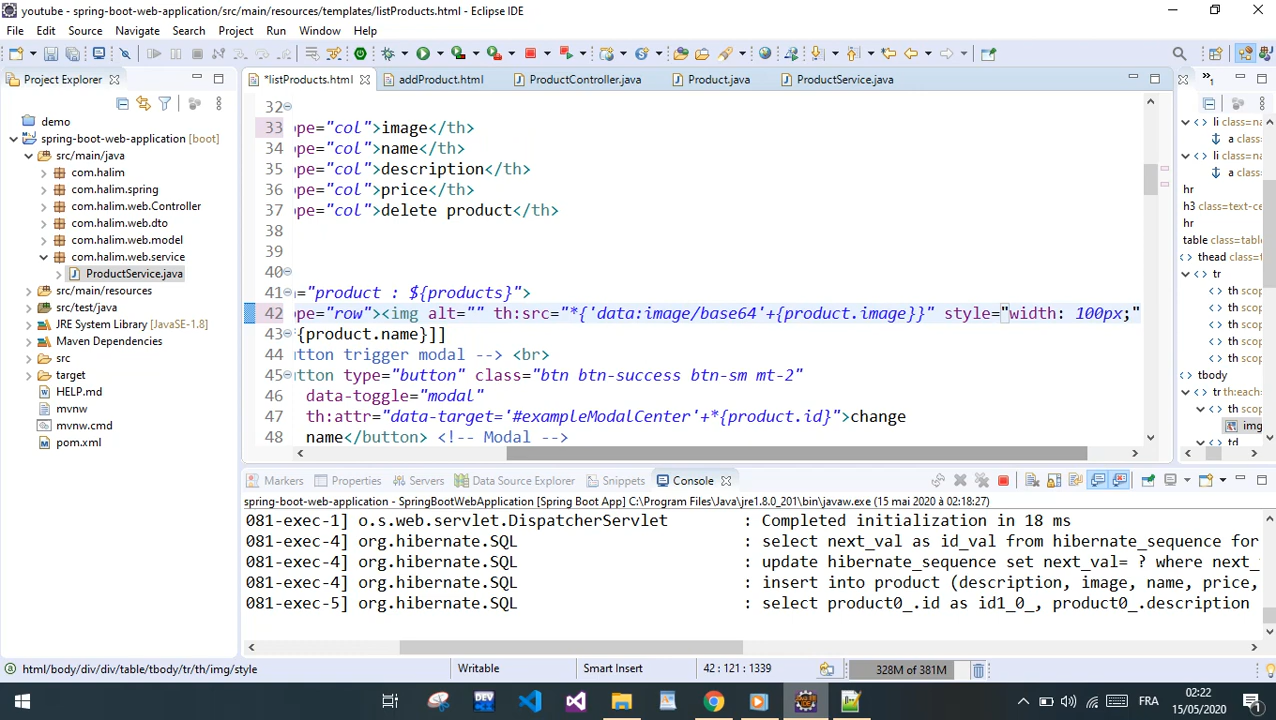 youtube - spring-boot-web-application/src/main/resources/templates/listProducts.html - Eclipse IDE
File Edit Source Navigate Search Project Run Window Help
Project Explorer
*listProducts.html addProduct.html ProductController.java Product.java ProductService.java
demo
spring-boot-web-application [boot]
src/main/java
com.halim
com.halim.spring
com.halim.web.Controller
com.halim.web.dto
com.halim.web.model
com.halim.web.service
ProductService.java
src/main/resources
src/test/java
JRE System Library [JavaSE-1.8]
Maven Dependencies
src
target
HELP.md
mvnw
mvnw.cmd
pom.xml
32
33 ope="col">image</th>
34 ope="col">name</th>
35 ope="col">description</th>
36 ope="col">price</th>
37 ope="col">delete product</th>
38
39
40
41 ="product : ${products}">
42 ope="row"><img alt="" th:src="*{'data:image/base64'+{product.image}}" style="width: 100px;"
43 {product.name}]]
44 tton trigger modal --> <br>
45 tton type="button" class="btn btn-success btn-sm mt-2"
46 data-toggle="modal"
47 th:attr="data-target='#exampleModalCenter'+*{product.id}">change
48 name</button> <!-- Modal -->
li class=na
a class=
li class=na
a class=
hr
h3 class=text-ce
hr
table class=table
thead class=t
tr
th scop
th scop
th scop
th scop
th scop
tbody
tr th:each=
th scop
img
td
Markers Properties Servers Data Source Explorer Snippets Console
spring-boot-web-application - SpringBootWebApplication [Spring Boot App] C:\Program Files\Java\jre1.8.0_201\bin\javaw.exe (15 mai 2020 à 02:18:27)
081-exec-1] o.s.web.servlet.DispatcherServlet : Completed initialization in 18 ms
081-exec-4] org.hibernate.SQL : select next_val as id_val from hibernate_sequence for
081-exec-4] org.hibernate.SQL : update hibernate_sequence set next_val= ? where next_
081-exec-4] org.hibernate.SQL : insert into product (description, image, name, price,
081-exec-5] org.hibernate.SQL : select product0_.id as id1_0_, product0_.description
html/body/div/div/table/tbody/tr/th/img/style Writable Smart Insert 42 : 121 : 1339 328M of 381M
DEV
FRA
02:22
15/05/2020